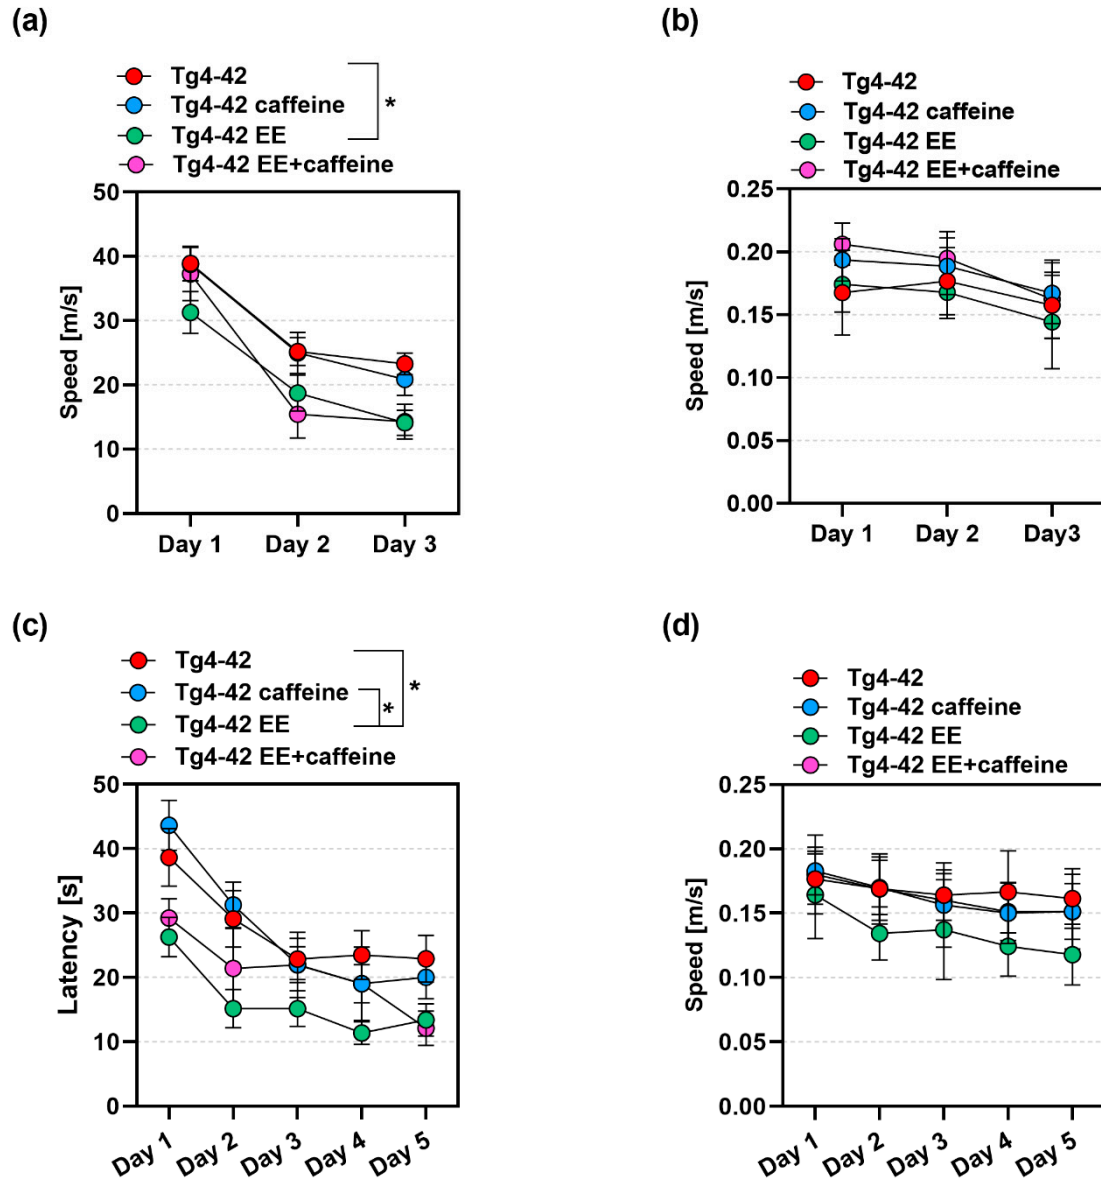 (a)
Tg4-42
Tg4-42 caffeine
Tg4-42 EE
Tg4-42 EE+caffeine
*
Speed [m/s]
50
40
30
20
10
0
Day 1 Day 2 Day 3
(b)
Tg4-42
Tg4-42 caffeine
Tg4-42 EE
Tg4-42 EE+caffeine
Speed [m/s]
0.25
0.20
0.15
0.10
0.05
0.00
Day 1 Day 2 Day3
(c)
Tg4-42
Tg4-42 caffeine
Tg4-42 EE
Tg4-42 EE+caffeine
*
*
Latency [s]
50
40
30
20
10
0
Day 1 Day 2 Day 3 Day 4 Day 5
(d)
Tg4-42
Tg4-42 caffeine
Tg4-42 EE
Tg4-42 EE+caffeine
Speed [m/s]
0.25
0.20
0.15
0.10
0.05
0.00
Day 1 Day 2 Day 3 Day 4 Day 5